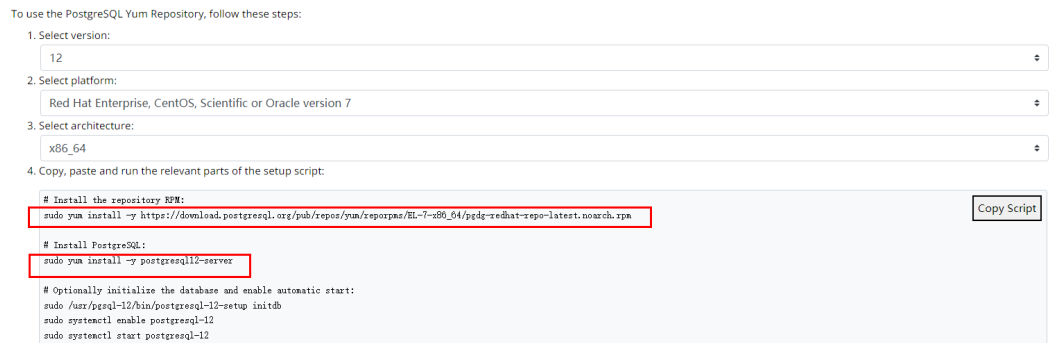 To use the PostgreSQL Yum Repository, follow these steps:
1. Select version:
12
2. Select platform:
Red Hat Enterprise, CentOS, Scientific or Oracle version 7
3. Select architecture:
x86_64
4. Copy, paste and run the relevant parts of the setup script:
# Install the repository RPM:
sudo yum install -y https://download.postgresql.org/pub/repos/yum/reporpms/EL-7-x86_64/pgdg-redhat-repo-latest.noarch.rpm
Copy Script
# Install PostgreSQL:
sudo yum install -y postgresql12-server
# Optionally initialize the database and enable automatic start:
sudo /usr/pgsql-12/bin/postgresql-12-setup initdb
sudo systemctl enable postgresql-12
sudo systemctl start postgresql-12